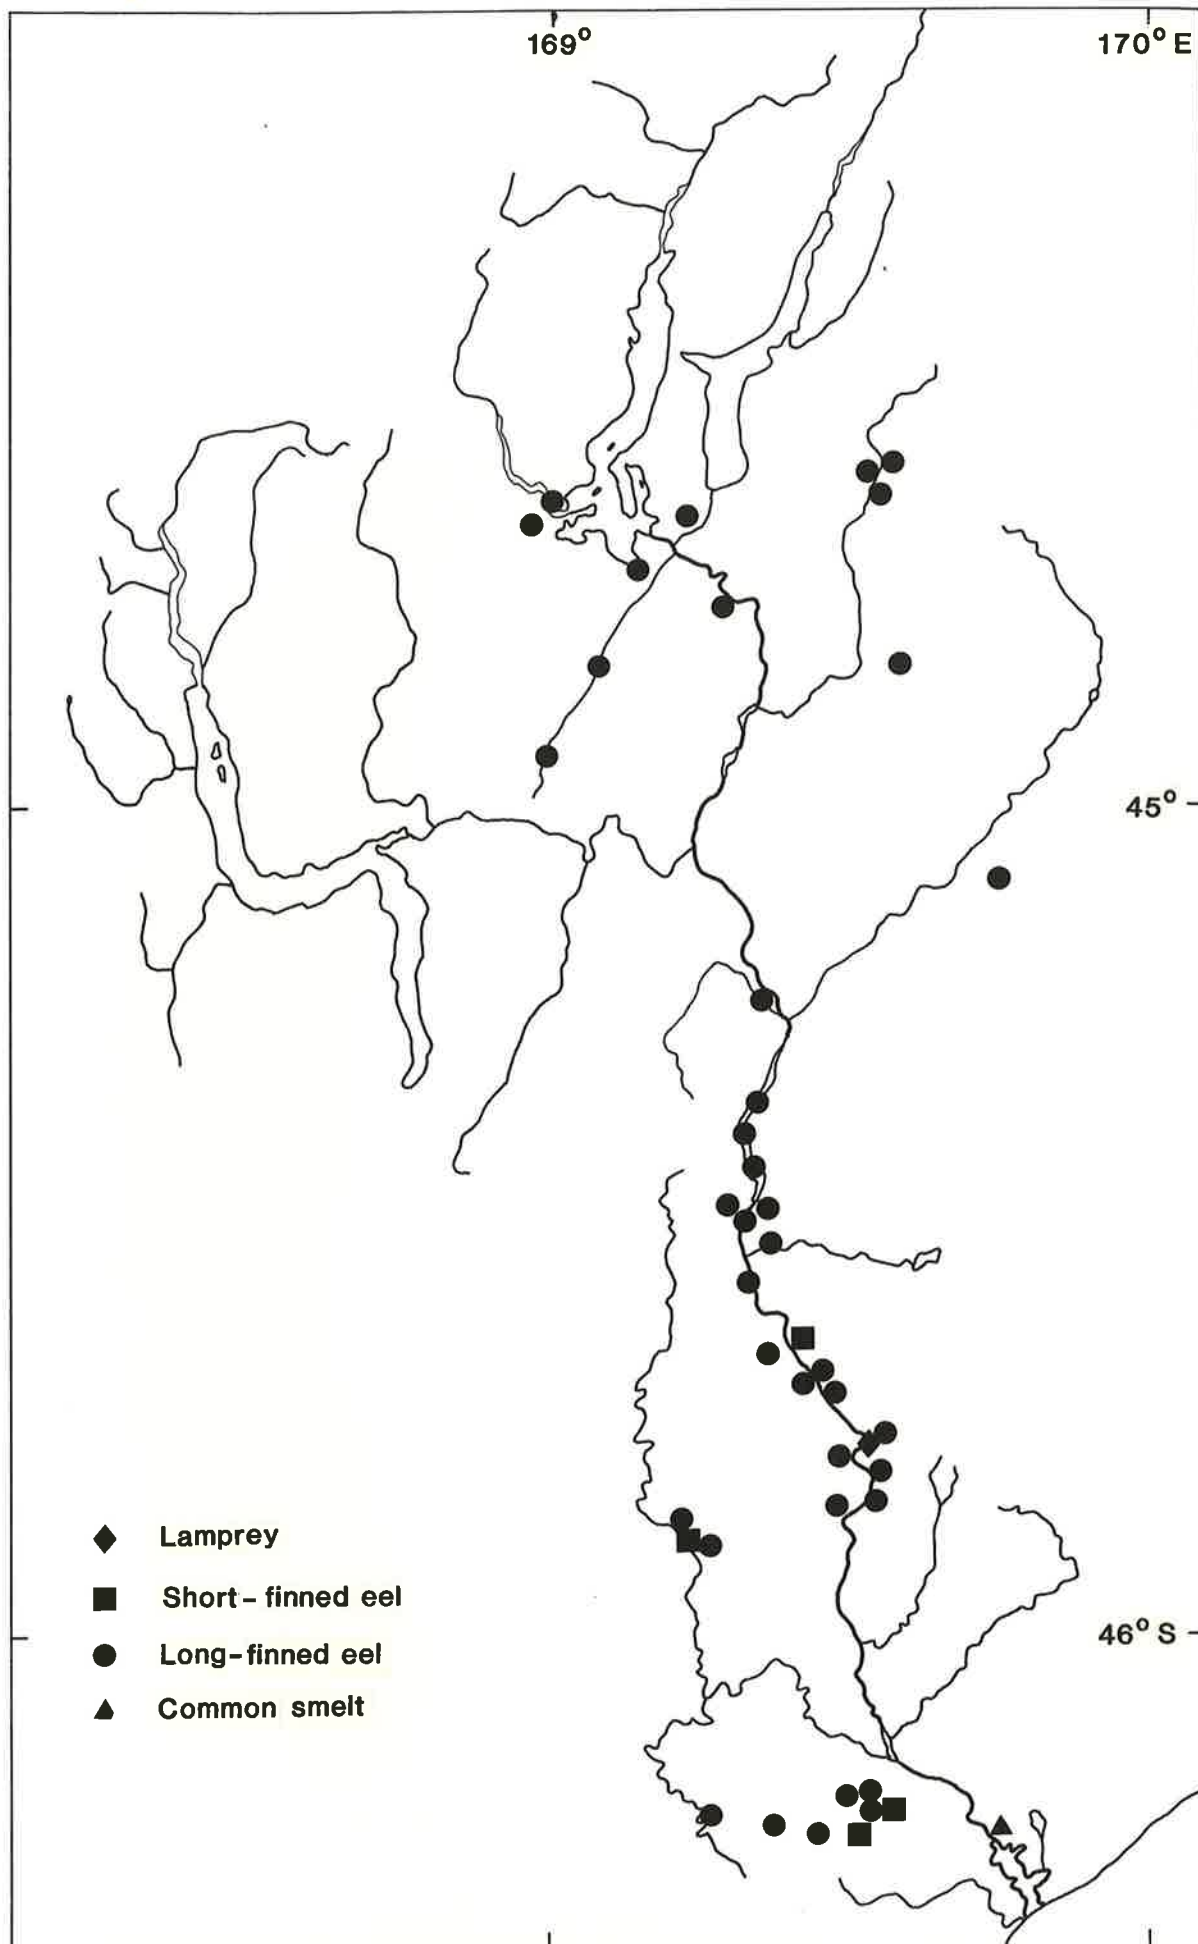 169° 170° E
45°
46° S
Lamprey
Short-finned eel
Long-finned eel
Common smelt